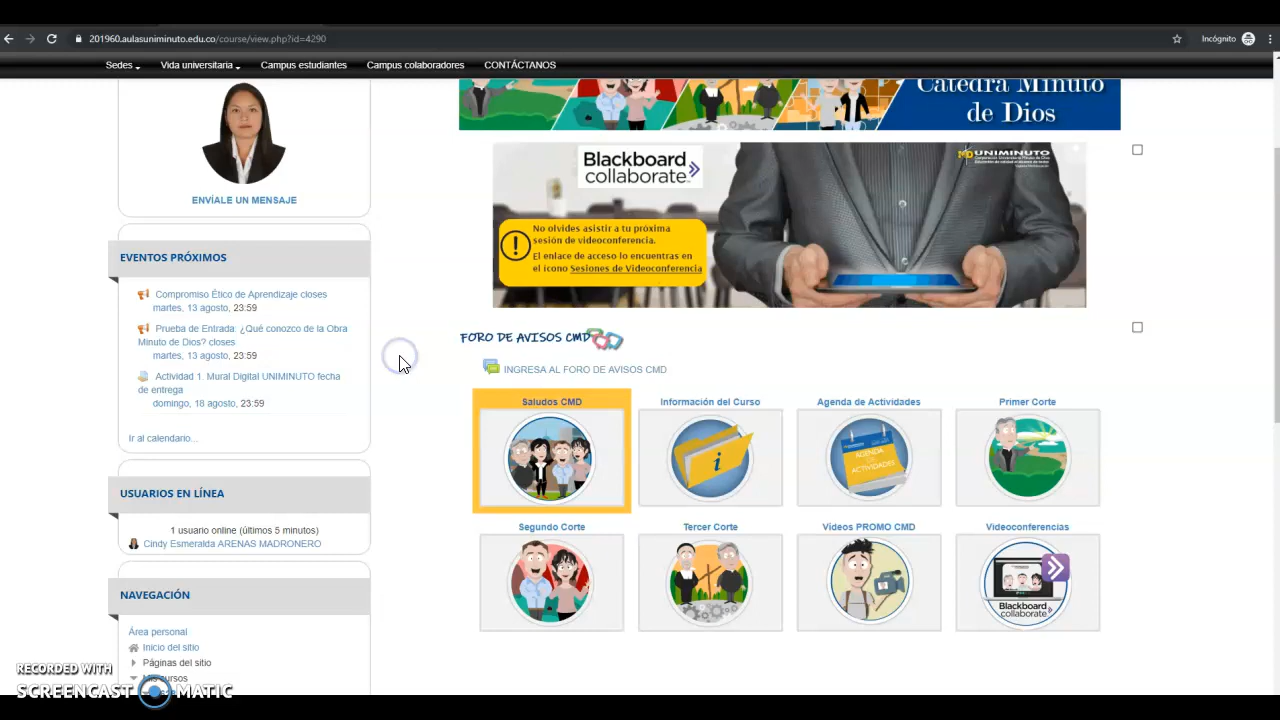 201960.aulasuniminuto.edu.co/course/view.php?id=4290
Incógnito
Sedes
Vida universitaria
Campus estudiantes
Campus colaboradores
CONTÁCTANOS
Cátedra Minuto
de Dios
ENVÍALE UN MENSAJE
Blackboard
collaborate
UNIMINUTO
No olvides asistir a tu próxima
sesión de videoconferencia.
El enlace de acceso lo encuentras en
el ícono Sesiones de Videoconferencia
EVENTOS PRÓXIMOS
Compromiso Ético de Aprendizaje closes
martes, 13 agosto, 23:59
Prueba de Entrada: ¿Qué conozco de la Obra
Minuto de Dios? closes
martes, 13 agosto, 23:59
Actividad 1. Mural Digital UNIMINUTO fecha
de entrega
domingo, 18 agosto, 23:59
Ir al calendario...
USUARIOS EN LÍNEA
1 usuario online (últimos 5 minutos)
Cindy Esmeralda ARENAS MADRONERO
NAVEGACIÓN
Área personal
Inicio del sitio
Páginas del sitio
FORO DE AVISOS CMD
INGRESA AL FORO DE AVISOS CMD
Saludos CMD
Información del Curso
Agenda de Actividades
Primer Corte
AGENDA
DE
ACTIVIDADES
Segundo Corte
Tercer Corte
Videos PROMO CMD
Videoconferencias
Blackboard
collaborate
RECORDED WITH
SCREENCAST MATIC